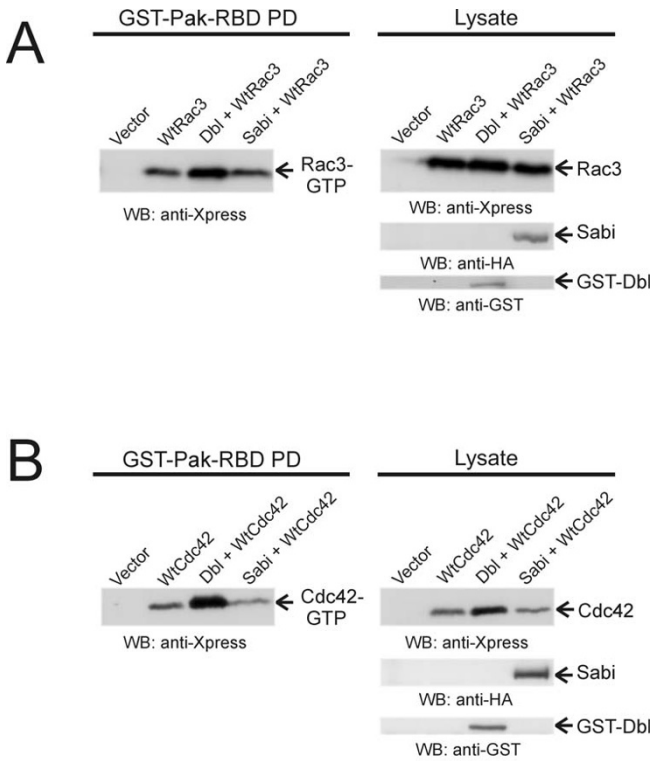 A
GST-Pak-RBD PD
Lysate
Vector
WtRac3
Dbl + WtRac3
Sabi + WtRac3
Vector
WtRac3
Dbl + WtRac3
Sabi + WtRac3
Rac3-
GTP
Rac3
WB: anti-Xpress
WB: anti-Xpress
Sabi
WB: anti-HA
GST-Dbl
WB: anti-GST
B
GST-Pak-RBD PD
Lysate
Vector
WtCdc42
Dbl + WtCdc42
Sabi + WtCdc42
Vector
WtCdc42
Dbl + WtCdc42
Sabi + WtCdc42
Cdc42-
GTP
Cdc42
WB: anti-Xpress
WB: anti-Xpress
Sabi
WB: anti-HA
GST-Dbl
WB: anti-GST